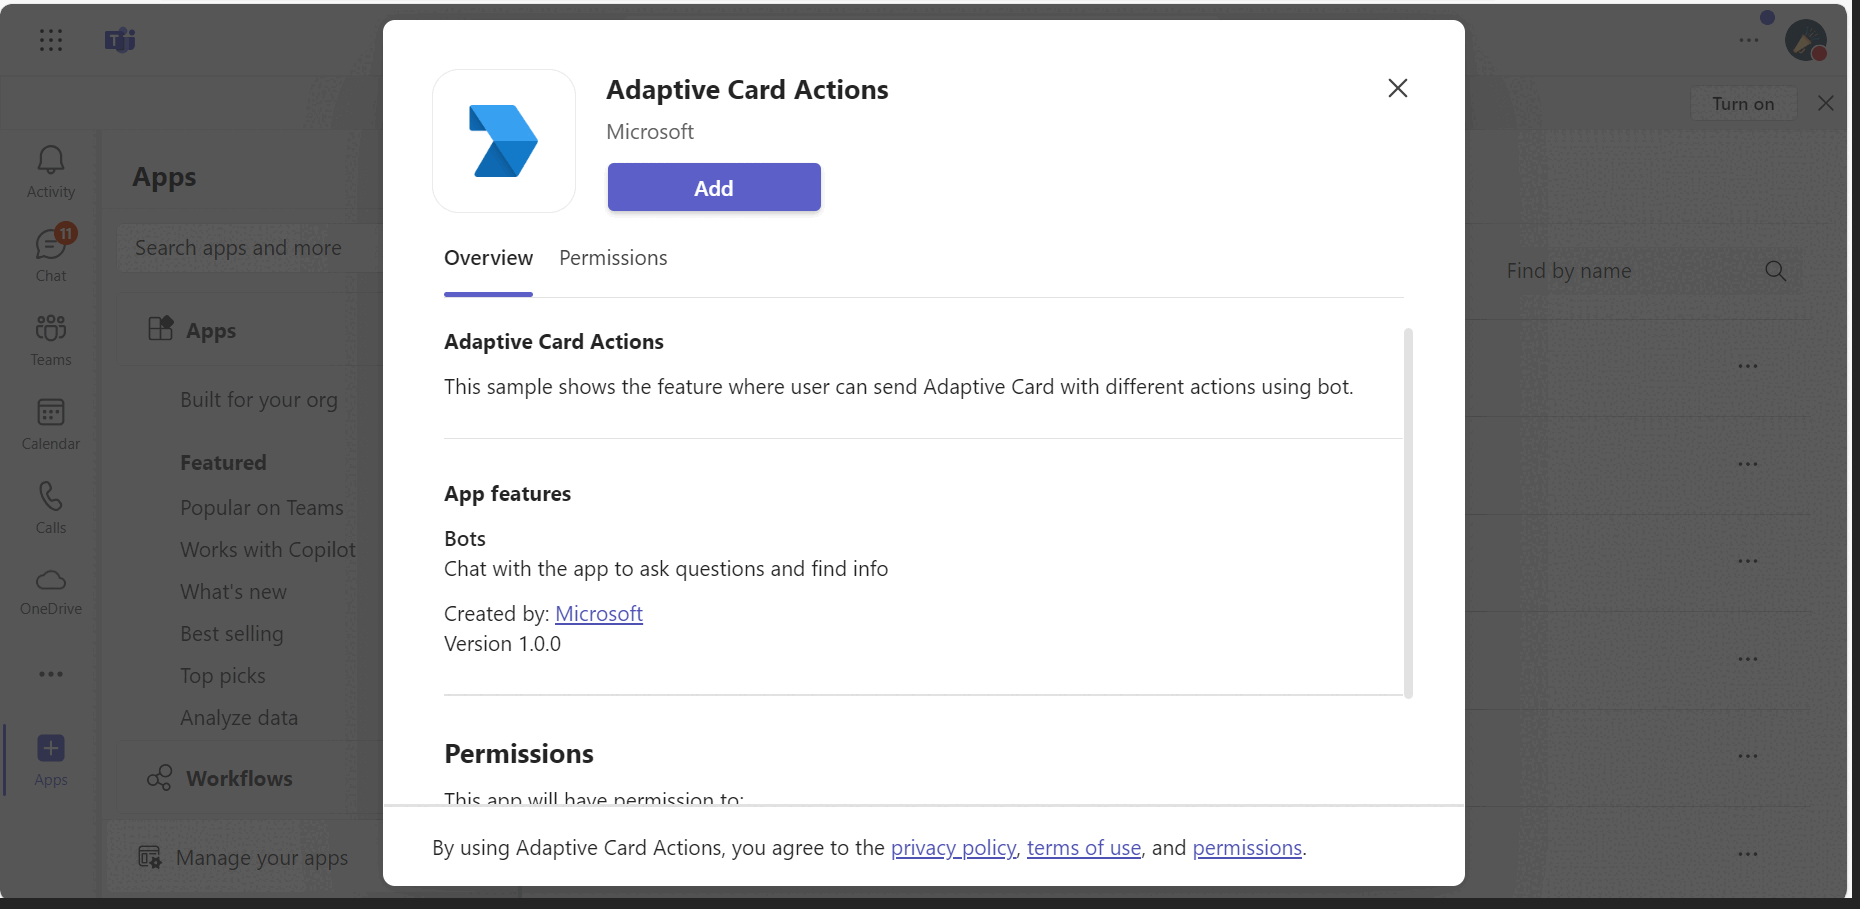 Turn on
Activity
11
Chat
Teams
Calendar
Calls
OneDrive
Apps
Apps
Search apps and more
Apps
Built for your org
Featured
Popular on Teams
Works with Copilot
What's new
Best selling
Top picks
Analyze data
Workflows
Manage your apps
Adaptive Card Actions
Microsoft
Add
Overview Permissions
Adaptive Card Actions
This sample shows the feature where user can send Adaptive Card with different actions using bot.
App features
Bots
Chat with the app to ask questions and find info
Created by: Microsoft
Version 1.0.0
Permissions
This app will have permission to:
By using Adaptive Card Actions, you agree to the privacy policy, terms of use, and permissions.
Find by name